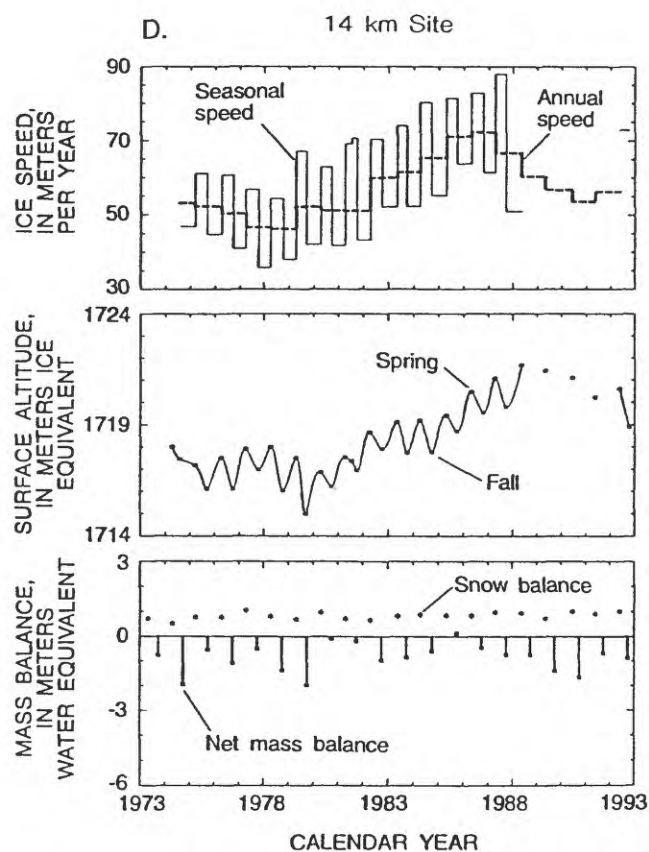 D.
14 km Site
ICE SPEED,
IN METERS
PER YEAR
90
70
50
30
Seasonal
speed
Annual
speed
SURFACE ALTITUDE,
IN METERS ICE
EQUIVALENT
1724
1719
1714
Spring
Fall
MASS BALANCE,
IN METERS
WATER EQUIVALENT
3
0
-3
-6
Snow balance
Net mass balance
1973
1978
1983
1988
1993
CALENDAR YEAR